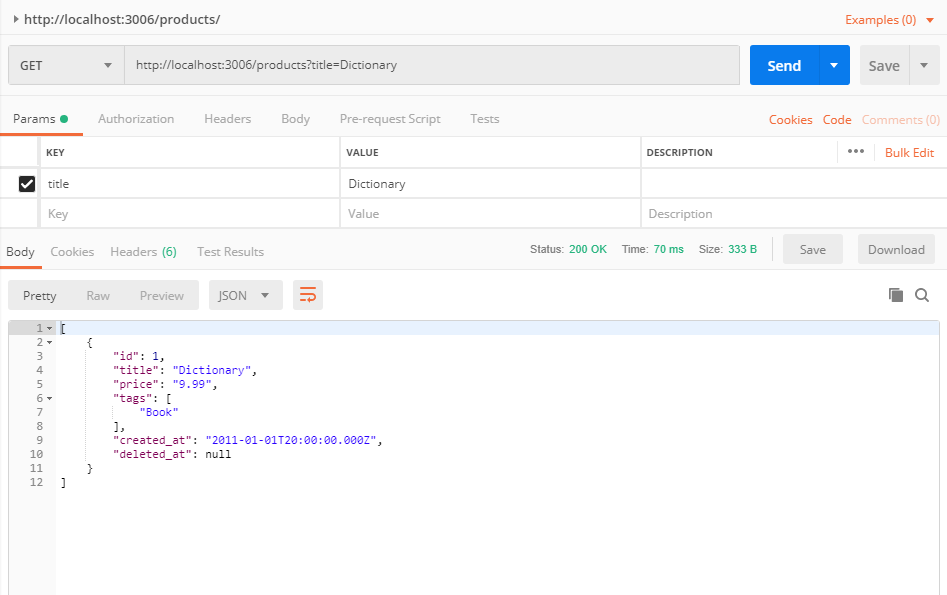 http://localhost:3006/products/ Examples (0)
GET http://localhost:3006/products?title=Dictionary Send Save
Params Authorization Headers Body Pre-request Script Tests Cookies Code Comments (0)
KEY VALUE DESCRIPTION ••• Bulk Edit
title Dictionary
Key Value Description
Body Cookies Headers (6) Test Results Status: 200 OK Time: 70 ms Size: 333 B Save Download
Pretty Raw Preview JSON
1 [
2 {
3 "id": 1,
4 "title": "Dictionary",
5 "price": "9.99",
6 "tags": [
7 "Book"
8 ],
9 "created_at": "2011-01-01T20:00:00.000Z",
10 "deleted_at": null
11 }
12 ]